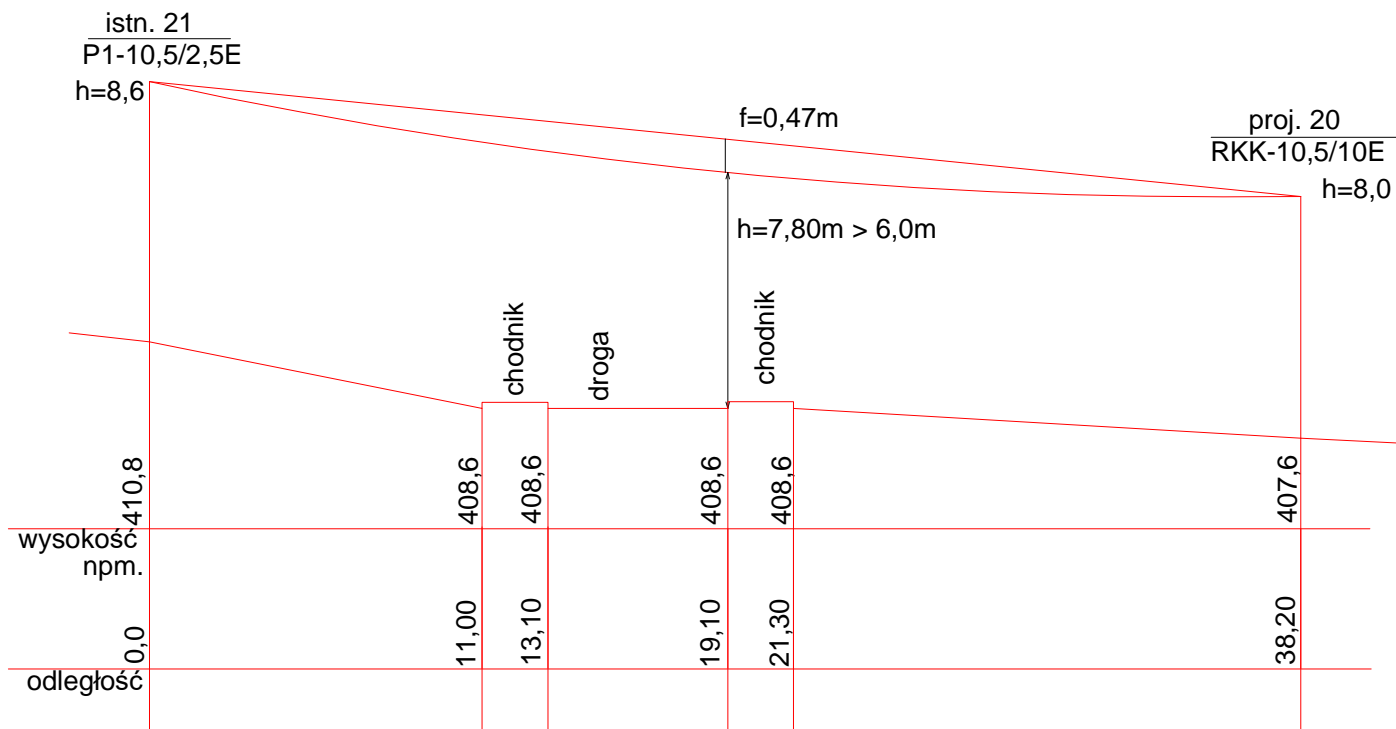 istn. 21
P1-10,5/2,5E
h=8,6
f=0,47m
proj. 20
RKK-10,5/10E
h=8,0
h=7,80m > 6,0m
chodnik
droga
chodnik
410,8
408,6
408,6
408,6
408,6
407,6
wysokość
npm.
0,0
11,00
13,10
19,10
21,30
38,20
odległość